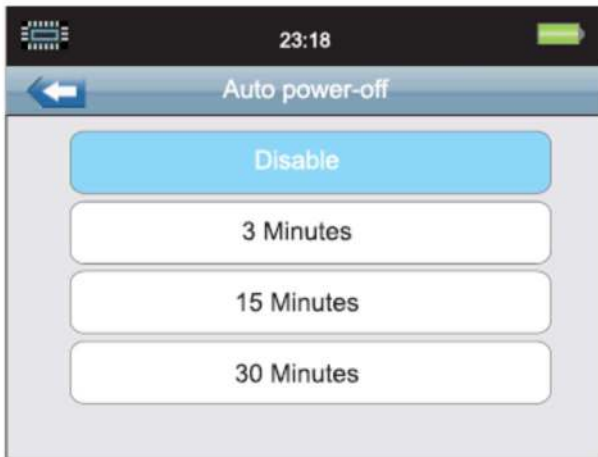 23:18
Auto power-off
Disable
3 Minutes
15 Minutes
30 Minutes